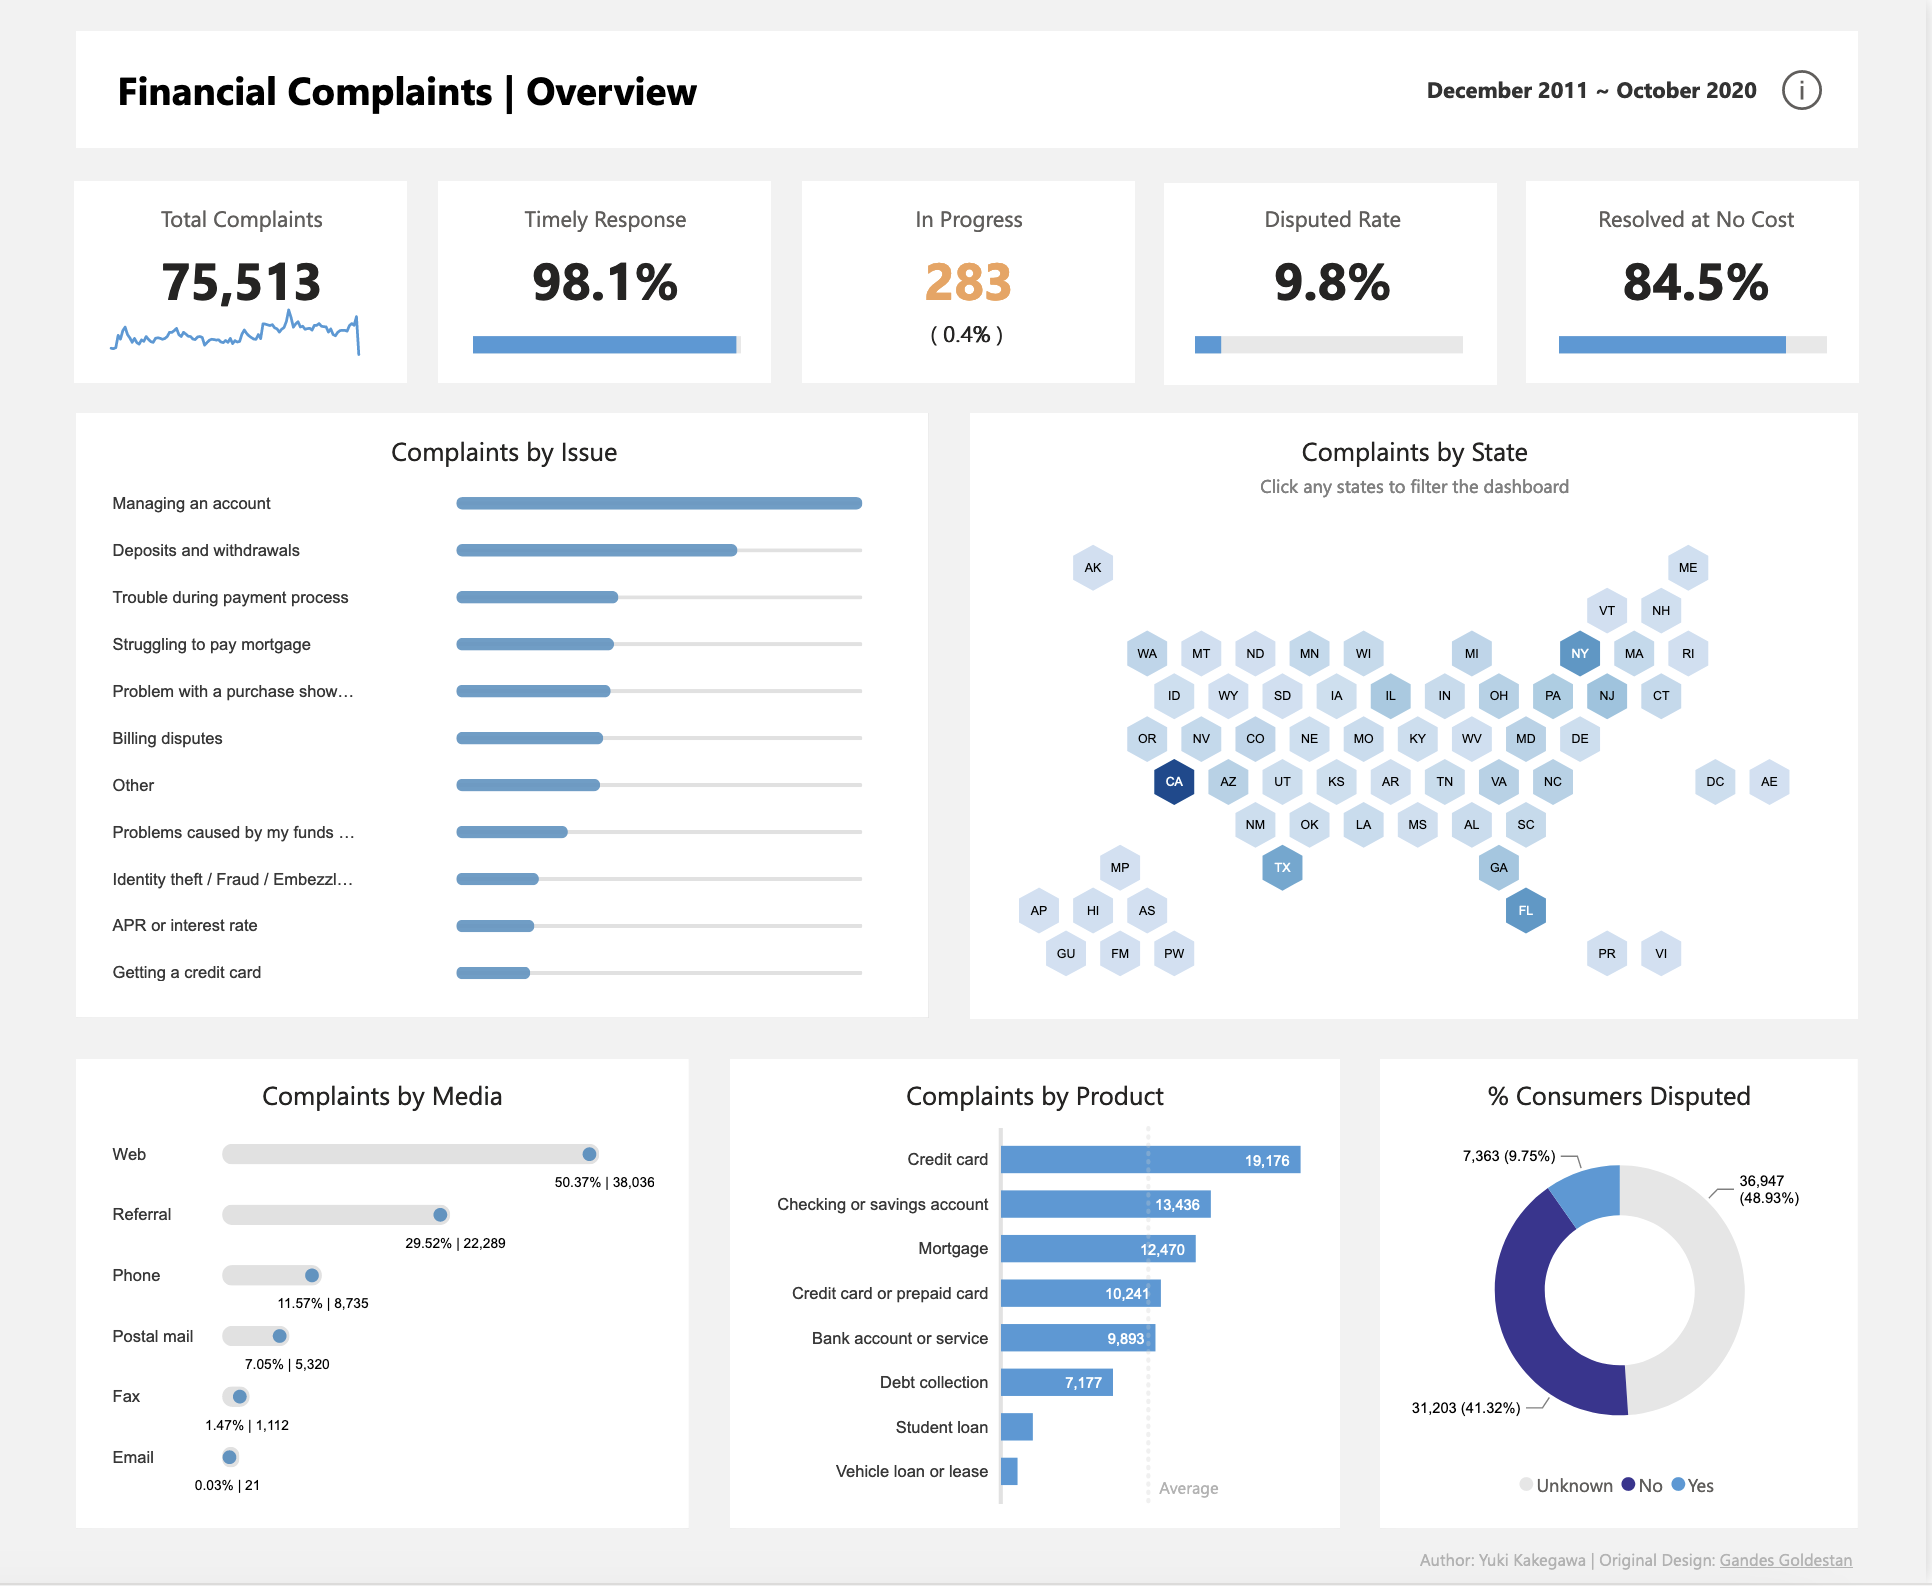 Financial Complaints | Overview
December 2011 ~ October 2020
i
Total Complaints
75,513
Timely Response
98.1%
In Progress
283
( 0.4% )
Disputed Rate
9.8%
Resolved at No Cost
84.5%
Complaints by Issue
Managing an account
Deposits and withdrawals
Trouble during payment process
Struggling to pay mortgage
Problem with a purchase show…
Billing disputes
Other
Problems caused by my funds …
Identity theft / Fraud / Embezzl…
APR or interest rate
Getting a credit card
Complaints by State
Click any states to filter the dashboard
AK ME
VT NH
WA MT ND MN WI MI NY MA RI
ID WY SD IA IL IN OH PA NJ CT
OR NV CO NE MO KY WV MD DE
CA AZ UT KS AR TN VA NC DC AE
NM OK LA MS AL SC
MP TX GA
AP HI AS FL
GU FM PW PR VI
Complaints by Media
Web
50.37% | 38,036
Referral
29.52% | 22,289
Phone
11.57% | 8,735
Postal mail
7.05% | 5,320
Fax
1.47% | 1,112
Email
0.03% | 21
Complaints by Product
Credit card 19,176
Checking or savings account 13,436
Mortgage 12,470
Credit card or prepaid card 10,241
Bank account or service 9,893
Debt collection 7,177
Student loan
Vehicle loan or lease
Average
% Consumers Disputed
7,363 (9.75%)
36,947
(48.93%)
31,203 (41.32%)
Unknown No Yes
Author: Yuki Kakegawa | Original Design: Gandes Goldestan